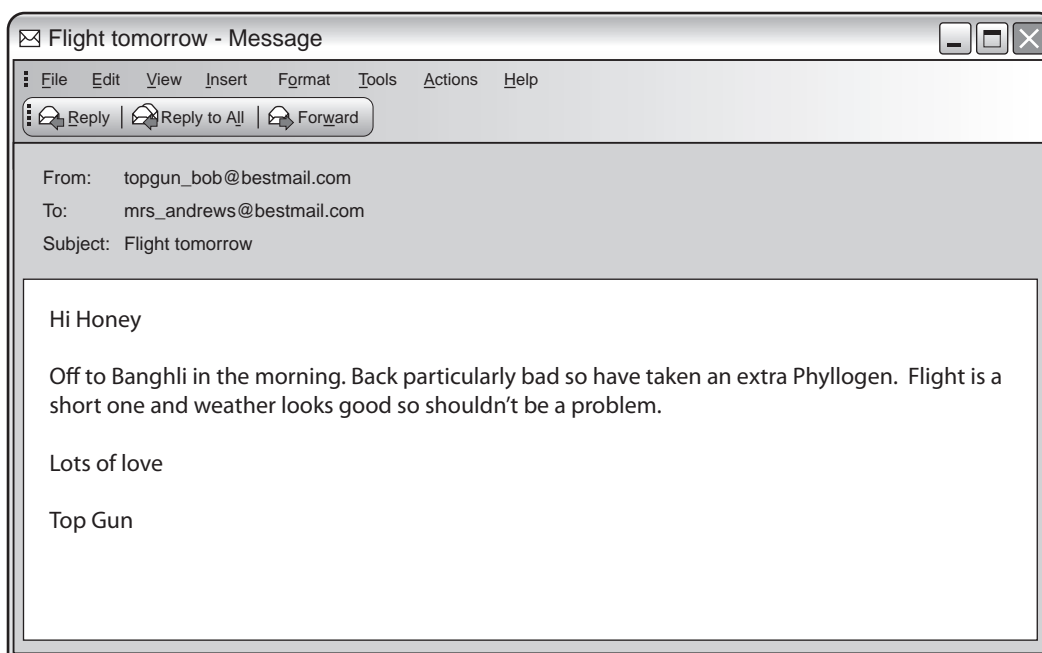 Flight tomorrow - Message
File Edit View Insert Format Tools Actions Help
Reply Reply to All Forward
From: topgun_bob@bestmail.com
To: mrs_andrews@bestmail.com
Subject: Flight tomorrow
Hi Honey
Off to Banghli in the morning. Back particularly bad so have taken an extra Phyllogen. Flight is a
short one and weather looks good so shouldn't be a problem.
Lots of love
Top Gun